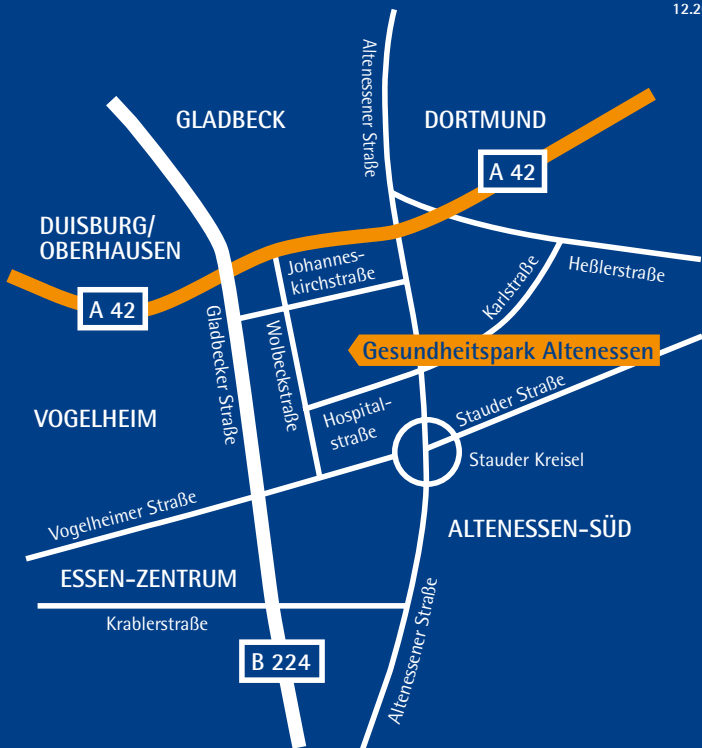 12.2
Altenessener Straße
GLADBECK
DORTMUND
A 42
DUISBURG/
OBERHAUSEN
Johannes-
kirchstraße
Heßlerstraße
Karlstraße
A 42
Gladbecker Straße
Wolbeckstraße
Gesundheitspark Altenessen
Stauder Straße
VOGELHEIM
Hospital-
straße
Stauder Kreisel
Vogelheimer Straße
ALTENESSEN-SÜD
ESSEN-ZENTRUM
Krablerstraße
Altenessener Straße
B 224